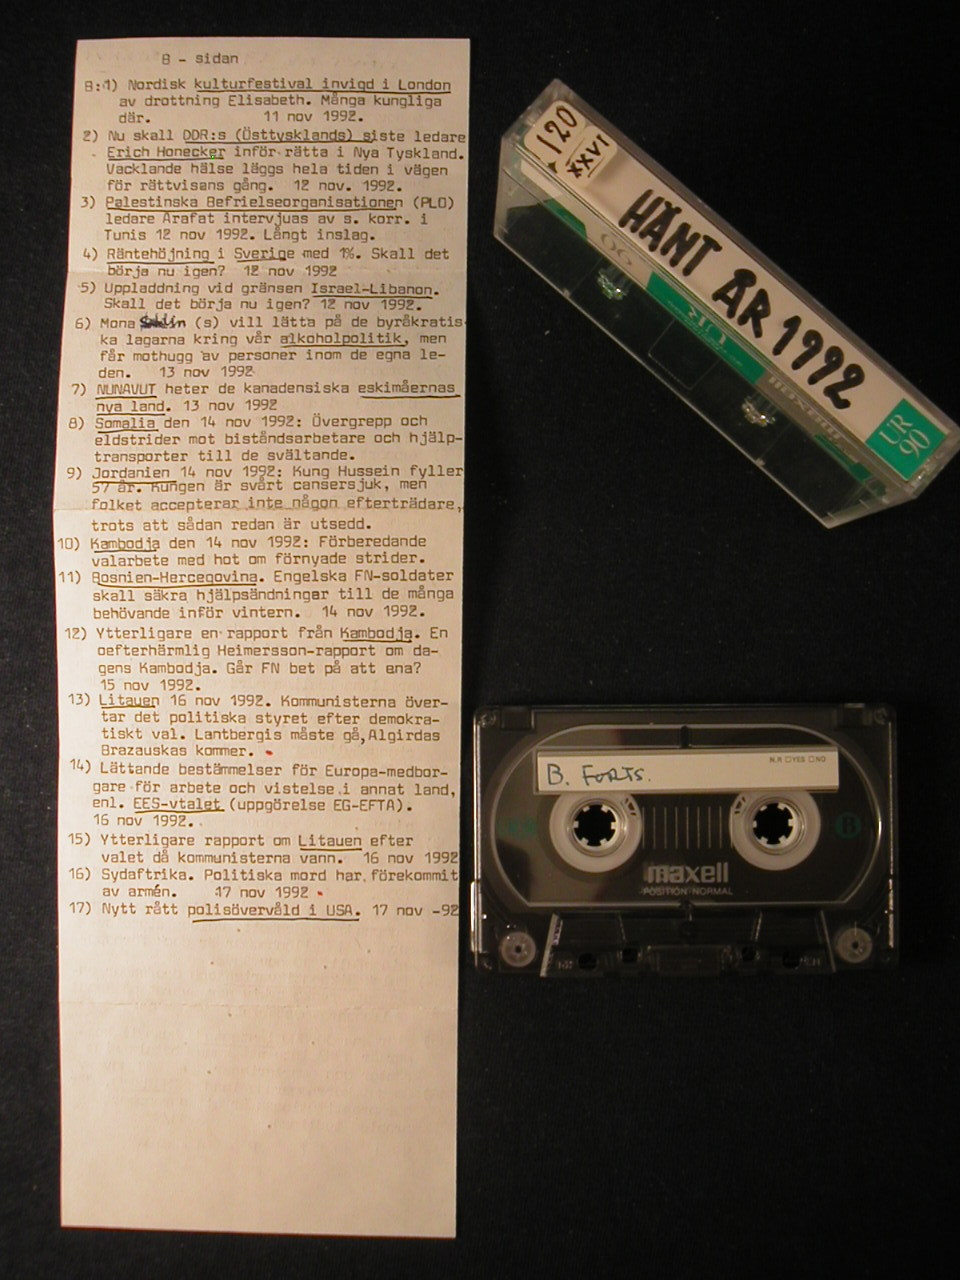 B - sidan
B:1) Nordisk kulturfestival invigd i London
av drottning Elisabeth. Många kungliga
där. 11 nov 1992.
2) Nu skall DDR:s (Östtysklands) siste ledare
Erich Honecker inför rätta i Nya Tyskland.
Vacklande hälse läggs hela tiden i vägen
för rättvisans gång. 12 nov. 1992.
3) Palestinska Befrielseorganisationen (PLO)
ledare Arafat intervjuas av s. korr. i
Tunis 12 nov 1992. Långt inslag.
4) Räntehöjning i Sverige med 1%. Skall det
börja nu igen? 12 nov 1992
5) Uppladdning vid gränsen Israel-Libanon.
Skall det börja nu igen? 12 nov 1992.
6) Mona Sahlin (s) vill lätta på de byråkratis-
ka lagarna kring vår alkoholpolitik, men
får mothugg av personer inom de egna le-
den. 13 nov 1992
7) NUNAVUT heter de kanadensiska eskimåernas
nya land. 13 nov 1992
8) Somalia den 14 nov 1992: Övergrepp och
eldstrider mot biståndsarbetare och hjälp-
transporter till de svältande.
9) Jordanien 14 nov 1992: Kung Hussein fyller
57 år. Kungen är svårt cansersjuk, men
folket accepterar inte någon efterträdare,
trots att sådan redan är utsedd.
10) Kambodja den 14 nov 1992: Förberedande
valarbete med hot om förnyade strider.
11) Bosnien-Hercegovina. Engelska FN-soldater
skall säkra hjälpsändningar till de många
behövande inför vintern. 14 nov 1992.
12) Ytterligare en rapport från Kambodja. En
oefterhärmlig Heimersson-rapport om da-
gens Kambodja. Går FN bet på att ena?
15 nov 1992.
13) Litauen 16 nov 1992. Kommunisterna över-
tar det politiska styret efter demokra-
tiskt val. Lantbergis måste gå,Algirdas
Brazauskas kommer.
14) Lättande bestämmelser för Europa-medbor-
gare för arbete och vistelse i annat land,
enl. EES-vtalet (uppgörelse EG-EFTA).
16 nov 1992.
15) Ytterligare rapport om Litauen efter
valet då kommunisterna vann. 16 nov 1992
16) Sydafrika. Politiska mord har förekommit
av armén. 17 nov 1992
17) Nytt rått polisövervåld i USA. 17 nov -92
120
XXVI
HÄNT ÅR 1992
UR
90
90
UR
maxell
B. FORTS.
N.R □YES □NO
B
maxell
POSITION NORMAL